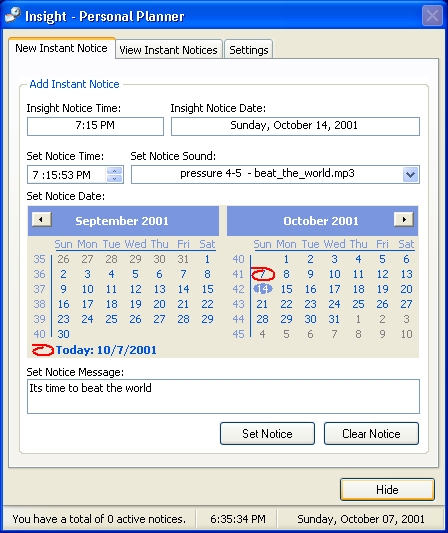 Insight - Personal Planner
New Instant Notice View Instant Notices Settings
Add Instant Notice
Insight Notice Time: Insight Notice Date:
7:15 PM Sunday, October 14, 2001
Set Notice Time: Set Notice Sound:
7 :15:53 PM pressure 4-5 - beat_the_world.mp3
Set Notice Date:
September 2001 October 2001
Sun Mon Tue Wed Thu Fri Sat Sun Mon Tue Wed Thu Fri Sat
35 26 27 28 29 30 31 1 40 1 2 3 4 5 6
36 2 3 4 5 6 7 8 41 7 8 9 10 11 12 13
37 9 10 11 12 13 14 15 42 14 15 16 17 18 19 20
38 16 17 18 19 20 21 22 43 21 22 23 24 25 26 27
39 23 24 25 26 27 28 29 44 28 29 30 31 1 2 3
40 30 45 4 5 6 7 8 9 10
Today: 10/7/2001
Set Notice Message:
Its time to beat the world
Set Notice Clear Notice
Hide
You have a total of 0 active notices. 6:35:34 PM Sunday, October 07, 2001